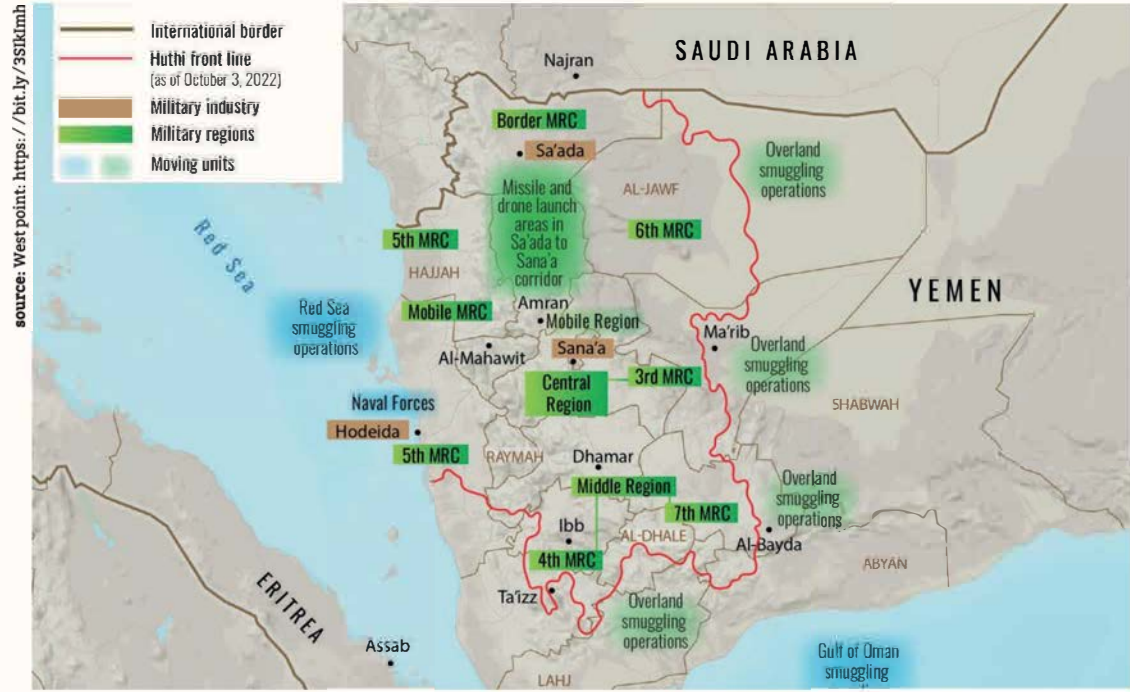 source: West point: https://bit.ly/3SIkImh
International border
Huthi front line
(as of October 3, 2022)
Military industry
Military regions
Moving units
SAUDI ARABIA
Najran
Border MRC
Sa'ada
Overland
smuggling
operations
Missile and
drone launch
areas in
Sa'ada to
Sana'a
corridor
AL-JAWF
Red Sea
5th MRC
6th MRC
HAJJAH
YEMEN
Red Sea
smuggling
operations
Mobile MRC
Amran
Mobile Region
Ma'rib
Al-Mahawit
Sana'a
Overland
smuggling
operations
Central
Region
3rd MRC
SHABWAH
Naval Forces
Hodeida
5th MRC
RAYMAH
Dhamar
Middle Region
Overland
smuggling
operations
7th MRC
Ibb
AL-DHALE
Al-Bayda
4th MRC
ABYAN
ERITREA
Ta'izz
Overland
smuggling
operations
Assab
Gulf of Oman
smuggling
LAHJ